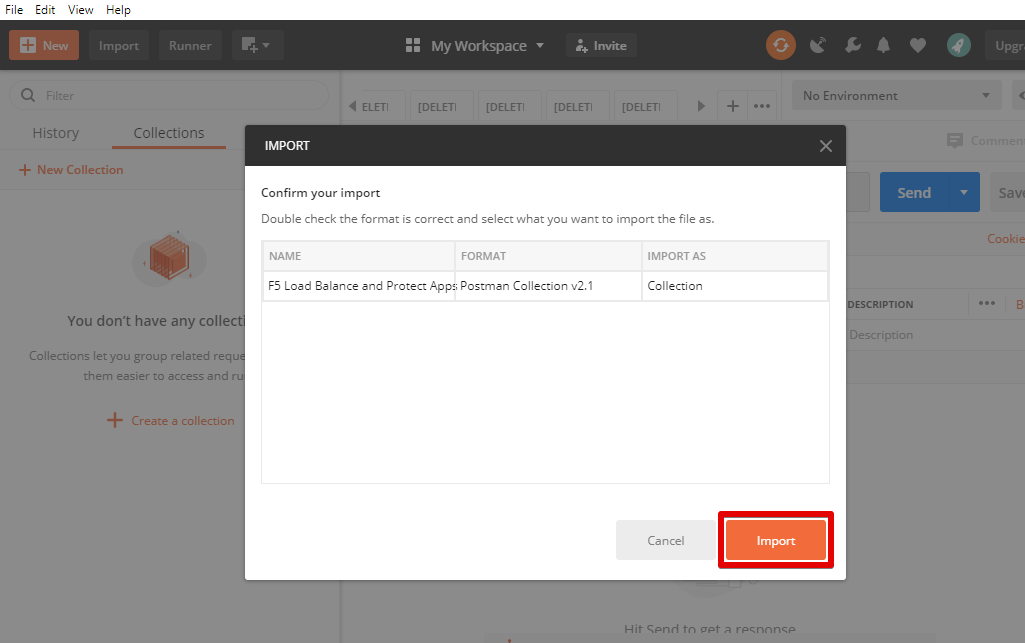 File Edit View Help
New Import Runner My Workspace Invite
Filter
ELETI [DELETI [DELETI [DELETI [DELETI No Environment
History Collections
IMPORT
New Collection
Send
Confirm your import
Double check the format is correct and select what you want to import the file as.
NAME FORMAT IMPORT AS
F5 Load Balance and Protect Apps Postman Collection v2.1 Collection
DESCRIPTION
You don't have any collecti
Description
Collections let you group related reque
them easier to access and ru
Create a collection
Cancel Import
Hit Send to get a response